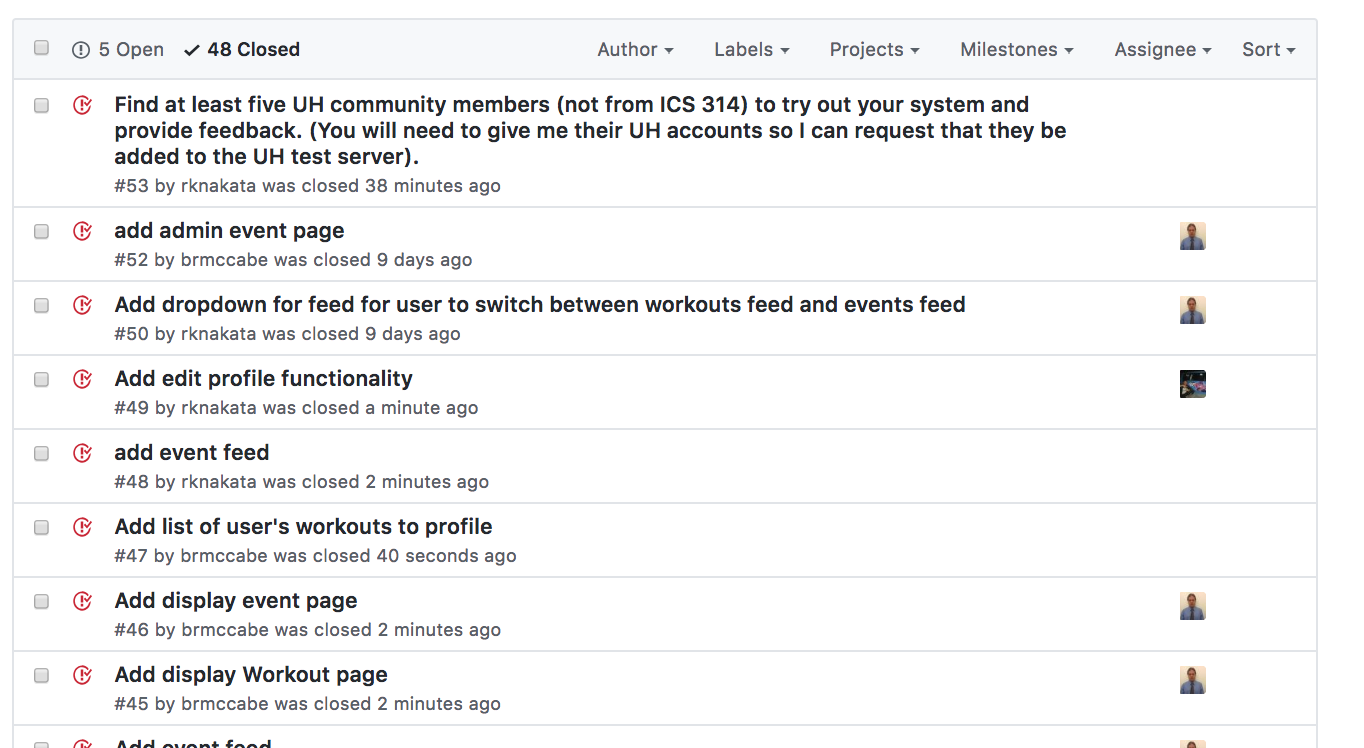 5 Open 48 Closed Author Labels Projects Milestones Assignee Sort
Find at least five UH community members (not from ICS 314) to try out your system and
provide feedback. (You will need to give me their UH accounts so I can request that they be
added to the UH test server).
#53 by rknakata was closed 38 minutes ago
add admin event page
#52 by brmccabe was closed 9 days ago
Add dropdown for feed for user to switch between workouts feed and events feed
#50 by rknakata was closed 9 days ago
Add edit profile functionality
#49 by rknakata was closed a minute ago
add event feed
#48 by rknakata was closed 2 minutes ago
Add list of user's workouts to profile
#47 by brmccabe was closed 40 seconds ago
Add display event page
#46 by brmccabe was closed 2 minutes ago
Add display Workout page
#45 by brmccabe was closed 2 minutes ago
Add event feed